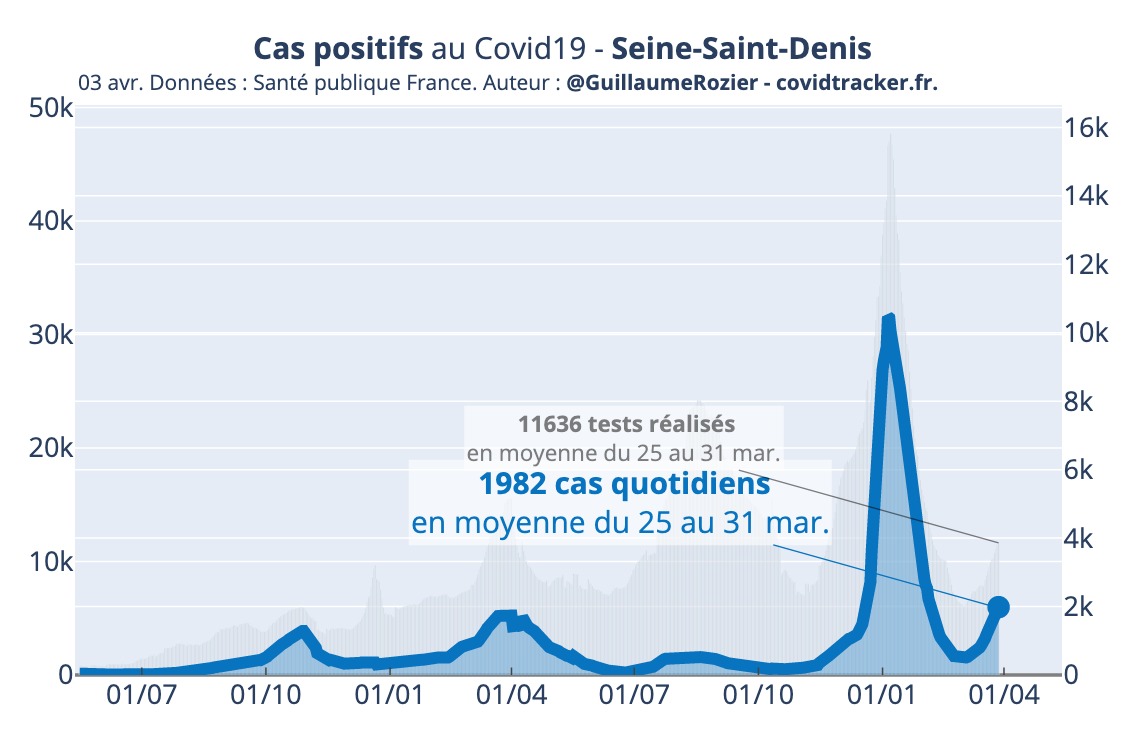 Cas positifs au Covid19 - Seine-Saint-Denis
03 avr. Données : Santé publique France. Auteur : @GuillaumeRozier - covidtracker.fr.
50k
40k
30k
20k
10k
0
16k
14k
12k
10k
8k
6k
4k
2k
0
11636 tests réalisés
en moyenne du 25 au 31 mar.
1982 cas quotidiens
en moyenne du 25 au 31 mar.
01/07 01/10 01/01 01/04 01/07 01/10 01/01 01/04